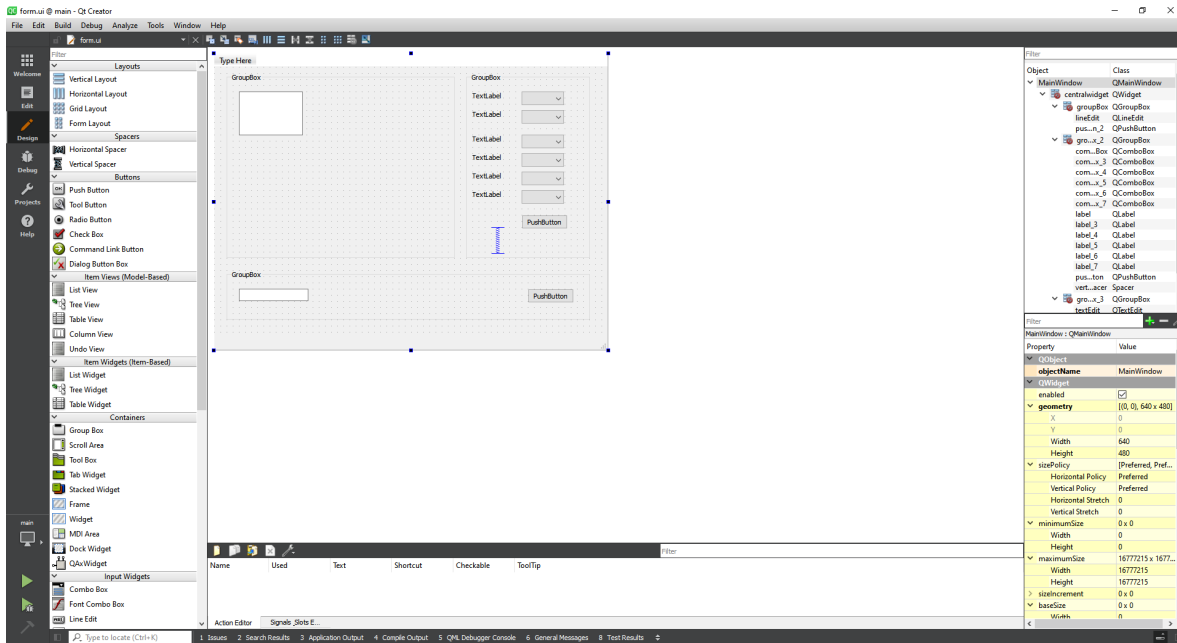 form.ui @ main - Qt Creator
File Edit Build Debug Analyze Tools Window Help
form.ui
Welcome
Edit
Design
Debug
Projects
Help
main
Filter
Layouts
Vertical Layout
Horizontal Layout
Grid Layout
Form Layout
Spacers
Horizontal Spacer
Vertical Spacer
Buttons
Push Button
Tool Button
Radio Button
Check Box
Command Link Button
Dialog Button Box
Item Views (Model-Based)
List View
Tree View
Table View
Column View
Undo View
Item Widgets (Item-Based)
List Widget
Tree Widget
Table Widget
Containers
Group Box
Scroll Area
Tool Box
Tab Widget
Stacked Widget
Frame
Widget
MDI Area
Dock Widget
QAxWidget
Input Widgets
Combo Box
Font Combo Box
Line Edit
Type Here
GroupBox
GroupBox
TextLabel
TextLabel
TextLabel
TextLabel
TextLabel
TextLabel
PushButton
GroupBox
PushButton
Filter
Name Used Text Shortcut Checkable ToolTip
Action Editor Signals _Slots E...
Filter
Object Class
MainWindow QMainWindow
centralwidget QWidget
groupBox QGroupBox
lineEdit QLineEdit
pus...n_2 QPushButton
gro...x_2 QGroupBox
com...Box QComboBox
com...x_3 QComboBox
com...x_4 QComboBox
com...x_5 QComboBox
com...x_6 QComboBox
com...x_7 QComboBox
label QLabel
label_3 QLabel
label_4 QLabel
label_5 QLabel
label_6 QLabel
label_7 QLabel
pus...ton QPushButton
vert...acer Spacer
gro...x_3 QGroupBox
textEdit QTextEdit
Filter
MainWindow : QMainWindow
Property Value
QObject
objectName MainWindow
QWidget
enabled
geometry [(0, 0), 640 x 480]
X 0
Y 0
Width 640
Height 480
sizePolicy [Preferred, Pref...
Horizontal Policy Preferred
Vertical Policy Preferred
Horizontal Stretch 0
Vertical Stretch 0
minimumSize 0 x 0
Width 0
Height 0
maximumSize 16777215 x 1677...
Width 16777215
Height 16777215
sizeIncrement 0 x 0
baseSize 0 x 0
Width 0
Type to locate (Ctrl+K) 1 Issues 2 Search Results 3 Application Output 4 Compile Output 5 QML Debugger Console 6 General Messages 8 Test Results